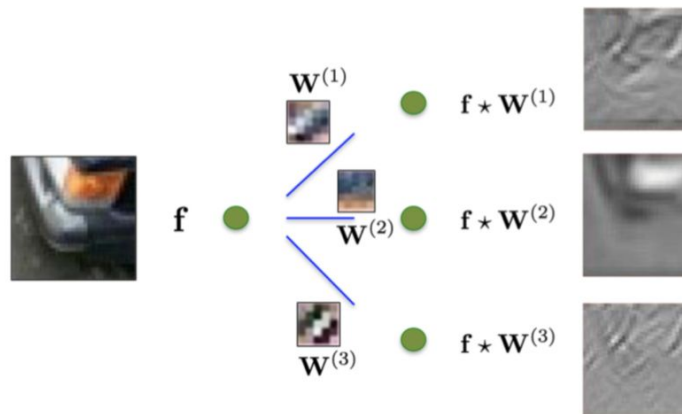 W^(1)
f ⋆ W^(1)
f
W^(2)
f ⋆ W^(2)
W^(3)
f ⋆ W^(3)